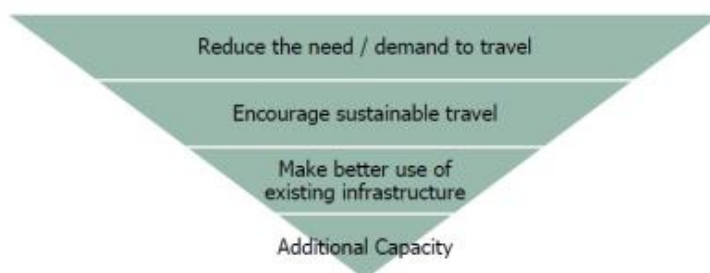 Reduce the need / demand to travel
Encourage sustainable travel
Make better use of
existing infrastructure
Additional Capacity